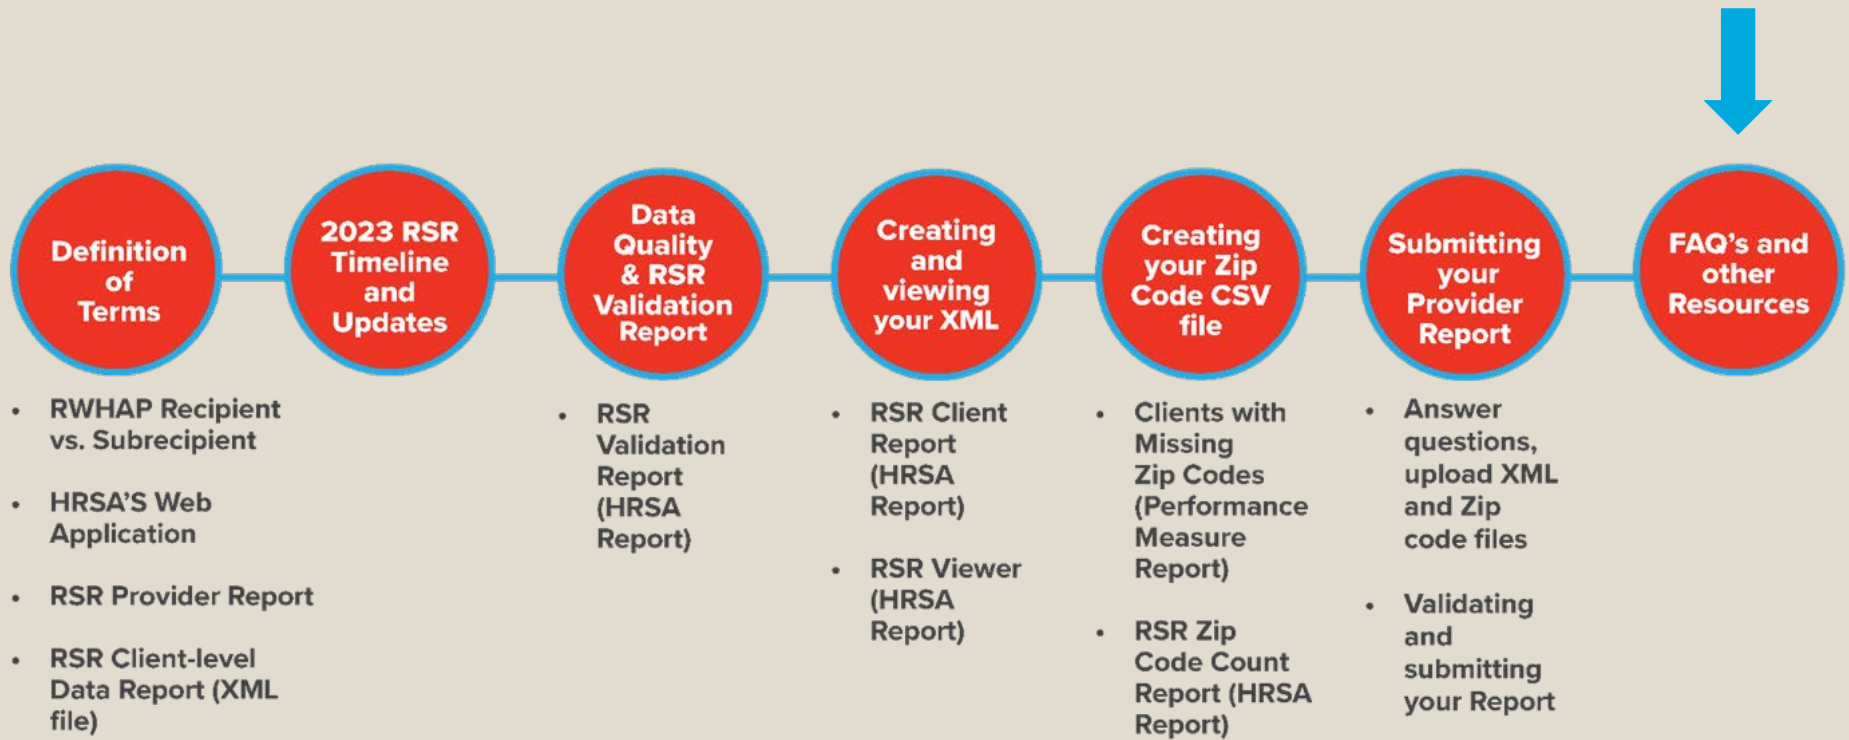 Definition
of
Terms
2023 RSR
Timeline
and
Updates
Data
Quality
& RSR
Validation
Report
Creating
and
viewing
your XML
Creating
your Zip
Code CSV
file
Submitting
your
Provider
Report
FAQ's and
other
Resources
• RWHAP Recipient
vs. Subrecipient
• HRSA'S Web
Application
• RSR Provider Report
• RSR Client-level
Data Report (XML
file)
• RSR
Validation
Report
(HRSA
Report)
• RSR Client
Report
(HRSA
Report)
• RSR Viewer
(HRSA
Report)
• Clients with
Missing
Zip Codes
(Performance
Measure
Report)
• RSR Zip
Code Count
Report (HRSA
Report)
• Answer
questions,
upload XML
and Zip
code files
• Validating
and
submitting
your Report